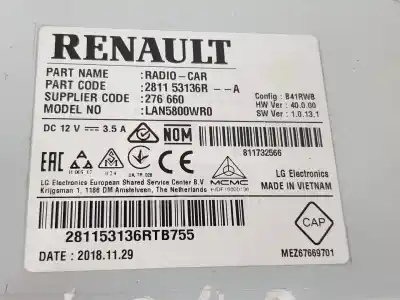 RENAULT
PART NAME : RADIO-CAR
PART CODE : 2811 53136R --A
SUPPLIER CODE : 276 660
MODEL NO : LAN5800WR0
Config : B41RWB
HW Ver : 40.0.00
SW Ver : 1.0.13.1
DC 12 V 3.5 A
NOM
811732566
EAC
MCMC
LG Electronics
LG Electronics European Shared Service Center B.V
Krijgsman 1, 1186 DM Amstelveen, The Netherlands
MADE IN VIETNAM
281153136RTB755
CAP
DATE : 2018.11.29
MEZ67669701